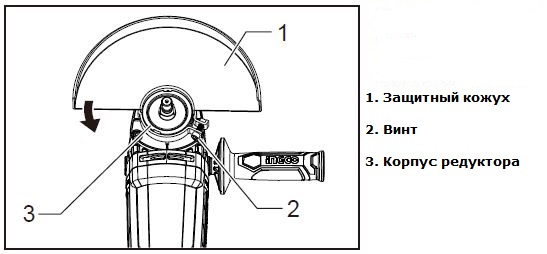 1
1. Защитный кожух
2. Винт
3. Корпус редуктора
ingco
3
2